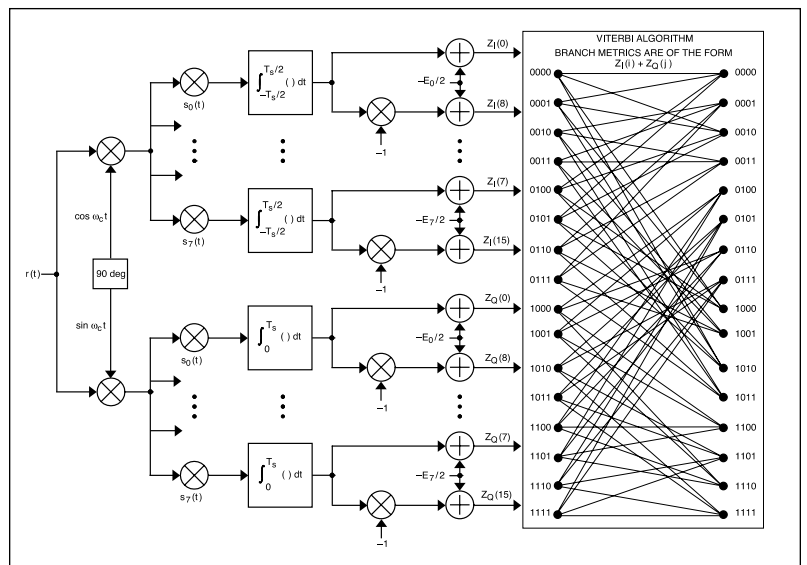 VITERBI ALGORITHM
BRANCH METRICS ARE OF THE FORM
Z_I(i) + Z_Q(j)
r(t)
cos ω_c t
90 deg
sin ω_c t
s_0(t)
∫_{−T_s/2}^{T_s/2} ( ) dt
−1
−E_0/2
Z_I(0)
Z_I(8)
s_7(t)
∫_{−T_s/2}^{T_s/2} ( ) dt
−1
−E_7/2
Z_I(7)
Z_I(15)
s_0(t)
∫_0^{T_s} ( ) dt
−1
−E_0/2
Z_Q(0)
Z_Q(8)
s_7(t)
∫_0^{T_s} ( ) dt
−1
−E_7/2
Z_Q(7)
Z_Q(15)
0000 0000
0001 0001
0010 0010
0011 0011
0100 0100
0101 0101
0110 0110
0111 0111
1000 1000
1001 1001
1010 1010
1011 1011
1100 1100
1101 1101
1110 1110
1111 1111